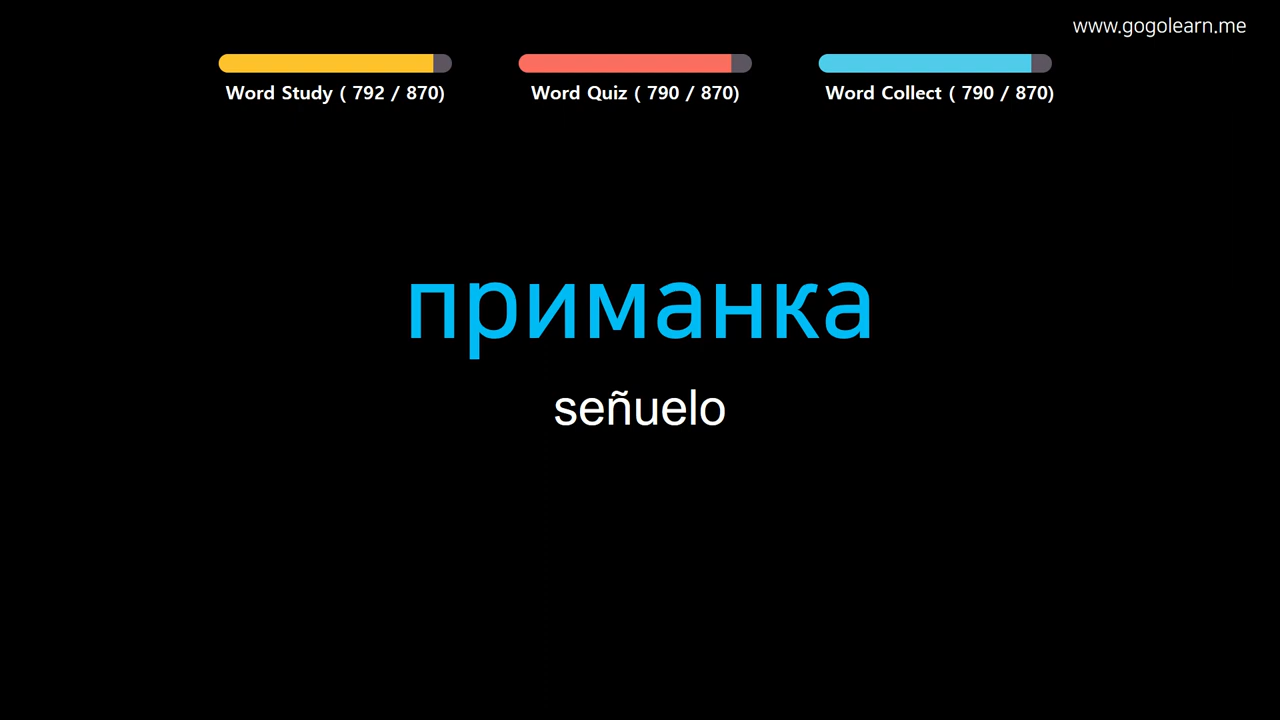 www.gogolearn.me
Word Study ( 792 / 870)
Word Quiz ( 790 / 870)
Word Collect ( 790 / 870)
приманка
señuelo